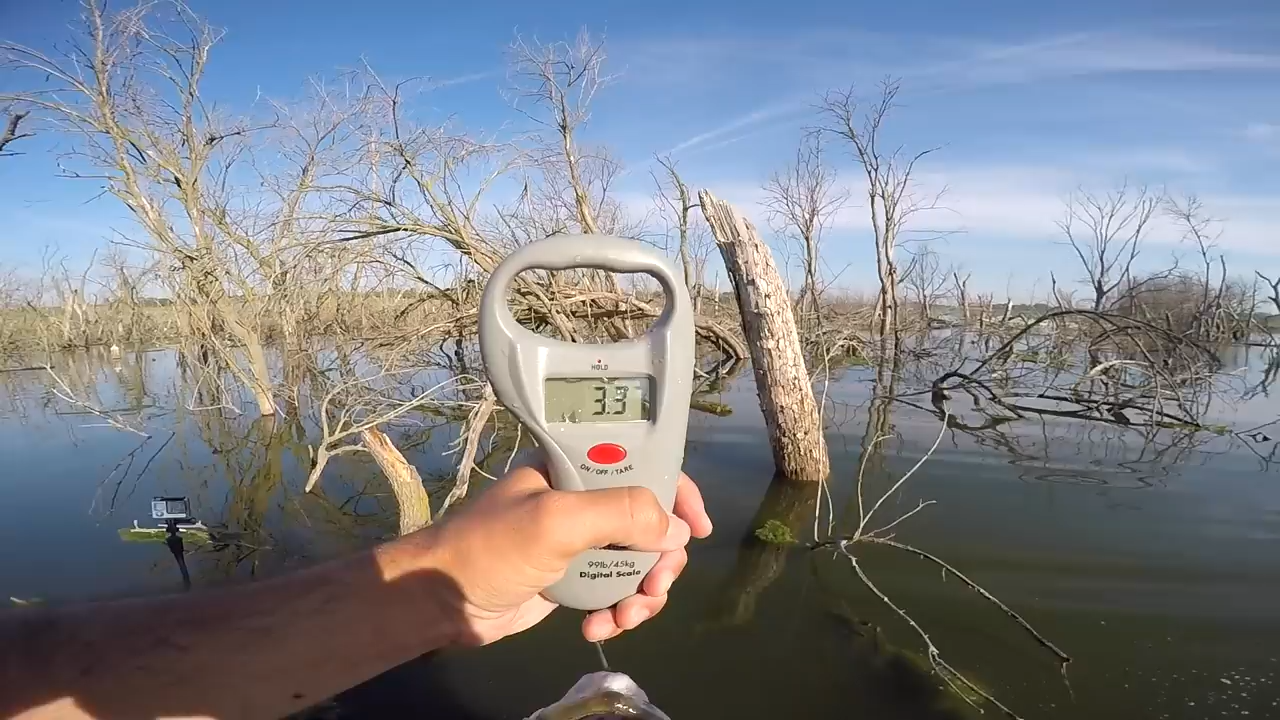 HOLD
3.3
ON / OFF / TARE
99lb/45kg
Digital Scale